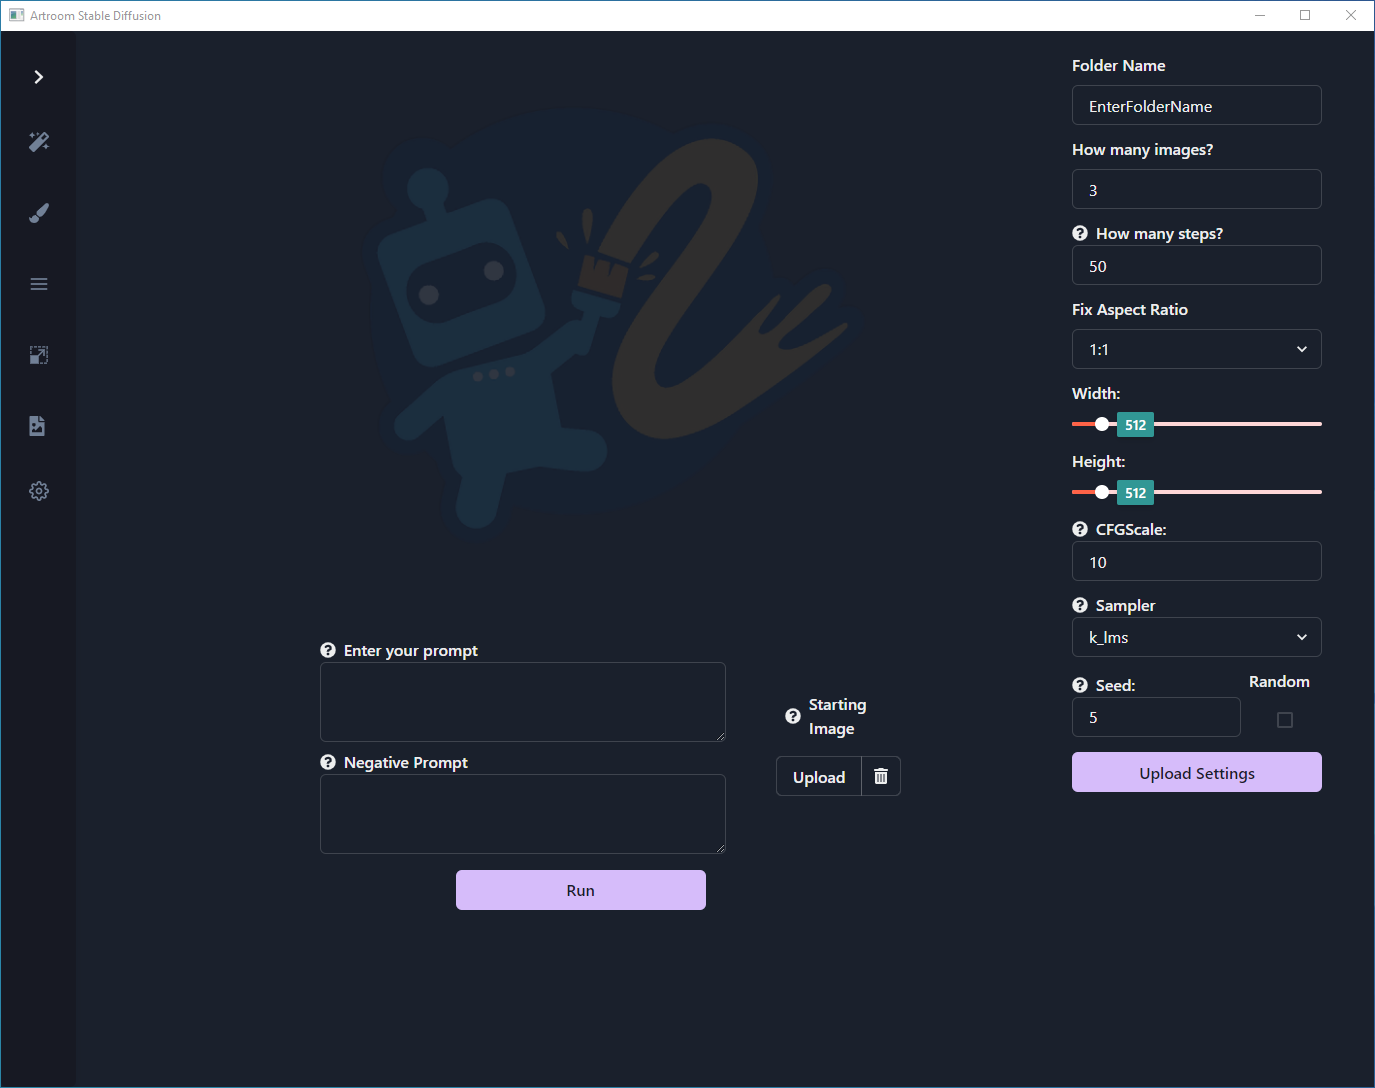 Artroom Stable Diffusion
Folder Name
EnterFolderName
How many images?
3
How many steps?
50
Fix Aspect Ratio
1:1
Width:
512
Height:
512
CFGScale:
10
Sampler
k_lms
Seed:
Random
5
Upload Settings
Enter your prompt
Negative Prompt
Run
Starting
Image
Upload